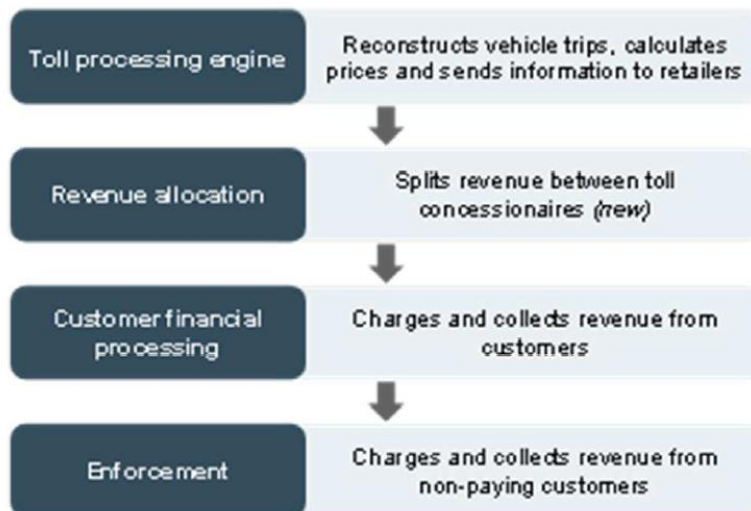 Toll processing engine
Reconstructs vehicle trips, calculates
prices and sends information to retailers
Revenue allocation
Splits revenue between toll
concessionaires (new)
Customer financial
processing
Charges and collects revenue from
customers
Enforcement
Charges and collects revenue from
non-paying customers